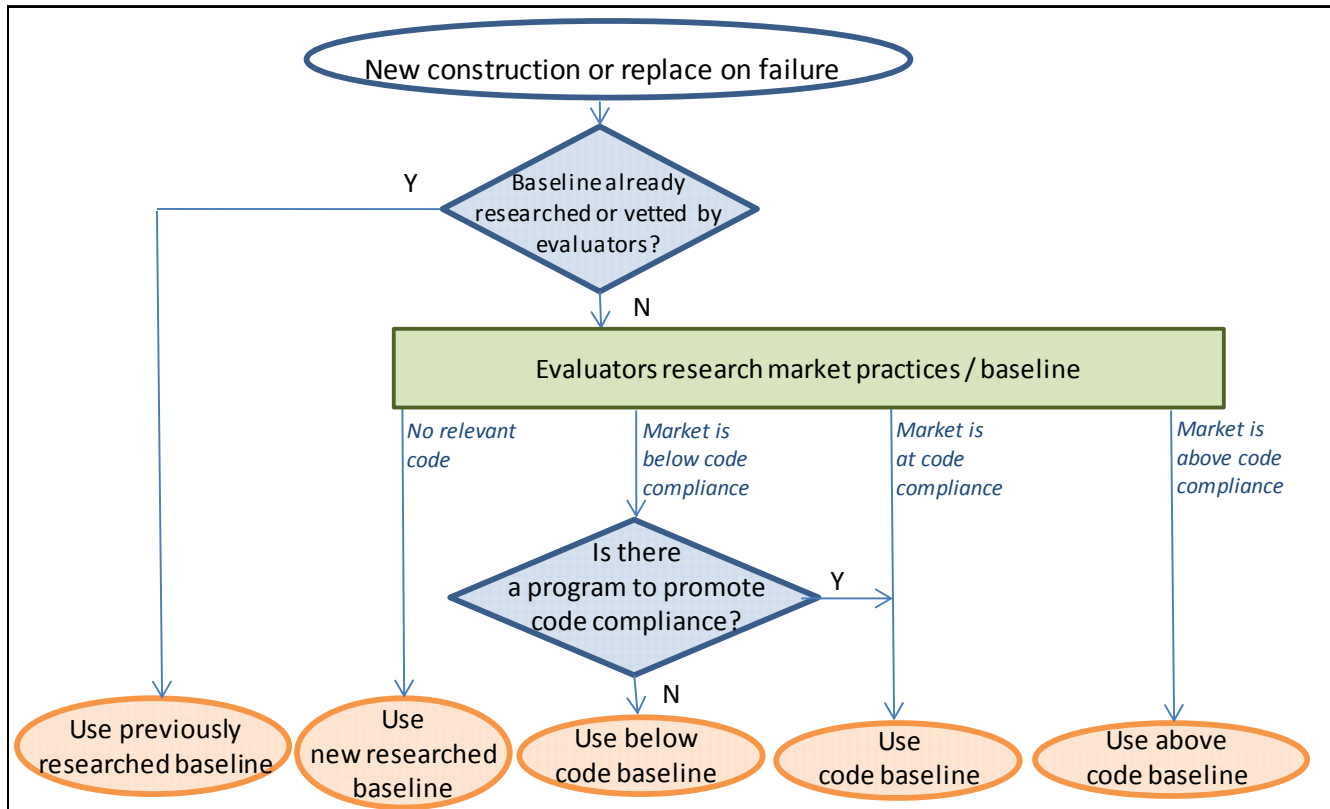 New construction or replace on failure
Y
Baseline already
researched or vetted by
evaluators?
N
Evaluators research market practices / baseline
No relevant
code
Market is
below code
compliance
Market is
at code
compliance
Market is
above code
compliance
Is there
a program to promote
code compliance?
Y
N
Use previously
researched baseline
Use
new researched
baseline
Use below
code baseline
Use
code baseline
Use above
code baseline